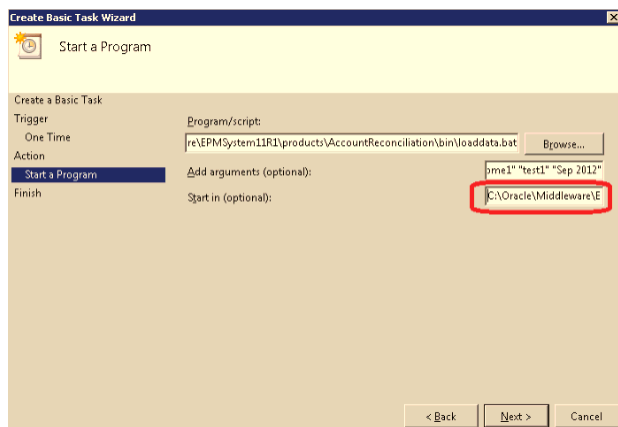 Create Basic Task Wizard
Start a Program
Create a Basic Task
Trigger
One Time
Action
Start a Program
Finish
Program/script:
re\EPMSystem11R1\products\AccountReconciliation\bin\loaddata.bat
Browse...
Add arguments (optional):
ome1" "test1" "Sep 2012"
Start in (optional):
C:\Oracle\Middleware\E
< Back
Next >
Cancel